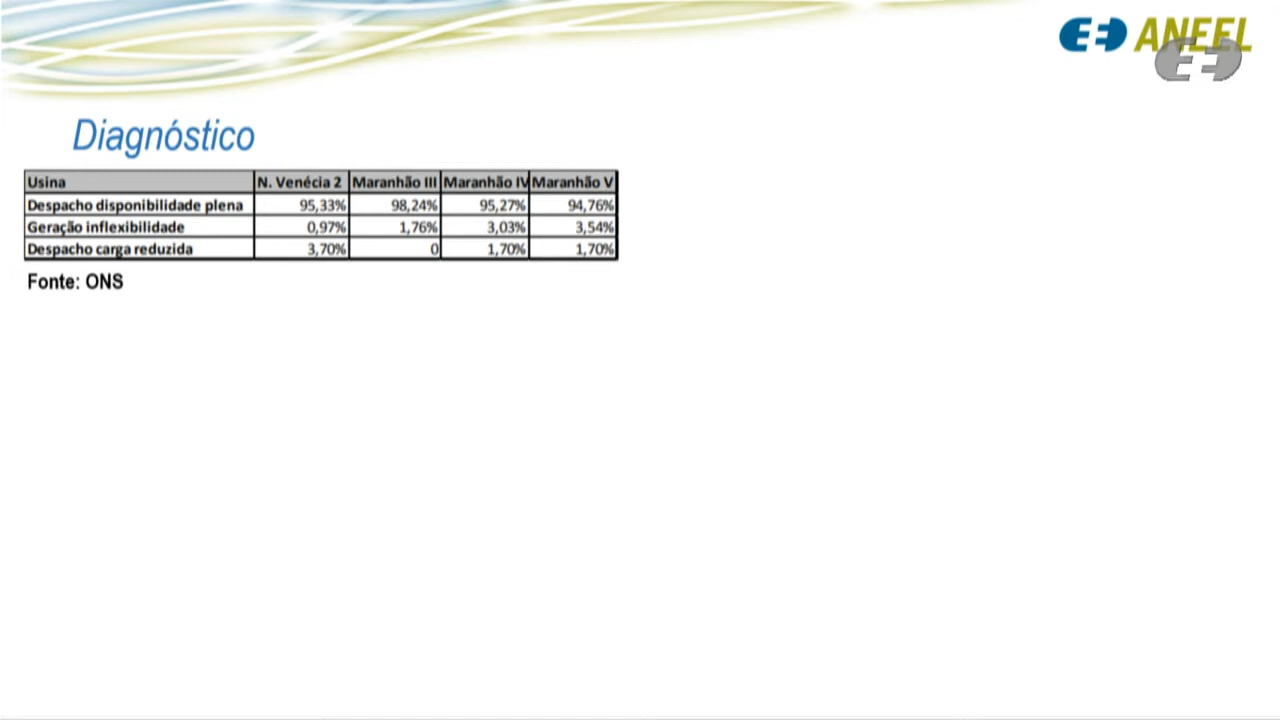 ANEEL
Diagnóstico
Usina N. Venécia 2 Maranhão III Maranhão IV Maranhão V
Despacho disponibilidade plena 95,33% 98,24% 95,27% 94,76%
Geração inflexibilidade 0,97% 1,76% 3,03% 3,54%
Despacho carga reduzida 3,70% 0 1,70% 1,70%
Fonte: ONS